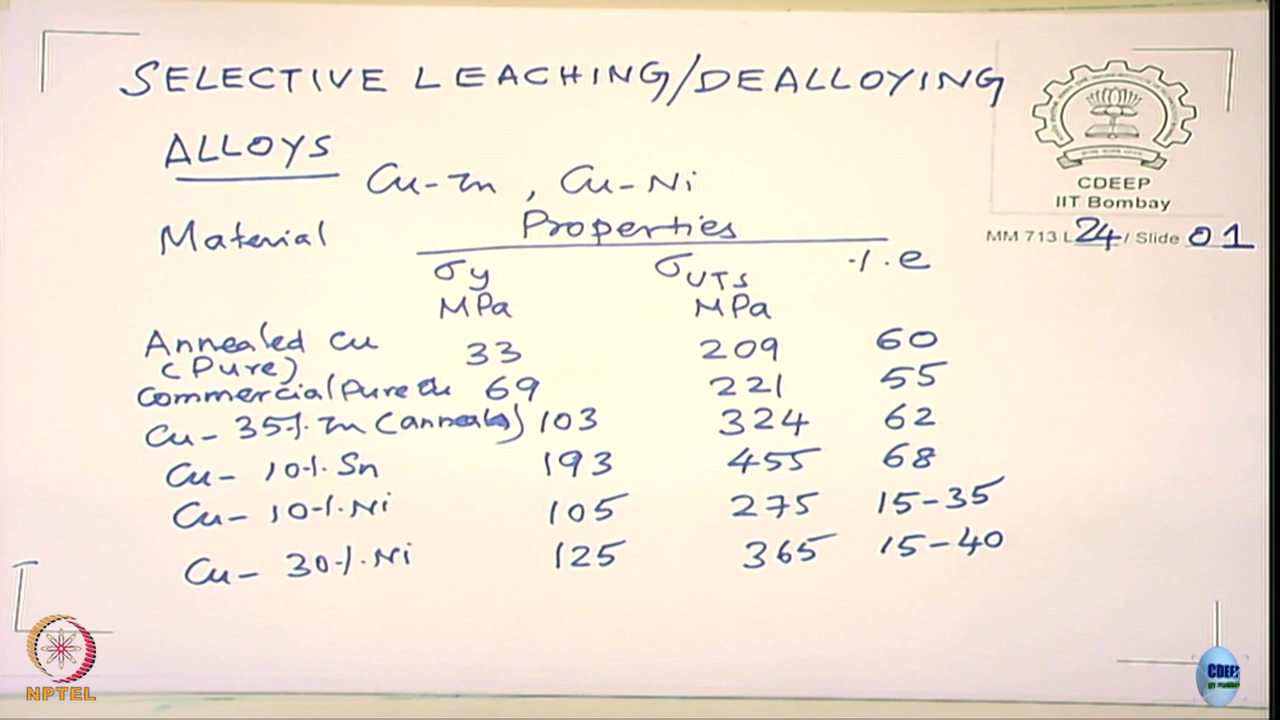 SELECTIVE LEACHING/DEALLOYING
ALLOYS
Cu-Zn, Cu-Ni
CDEEP
IIT Bombay
MM 713 L 24 / Slide 01
Material Properties
σy σUTS %.e
MPa MPa
Annealed Cu 33 209 60
(Pure)
Commercial Pure Cu 69 221 55
Cu- 35% Zn (anneals) 103 324 62
Cu- 10% Sn 193 455 68
Cu- 10% Ni 105 275 15-35
Cu- 30% Ni 125 365 15-40
NPTEL
CDEEP